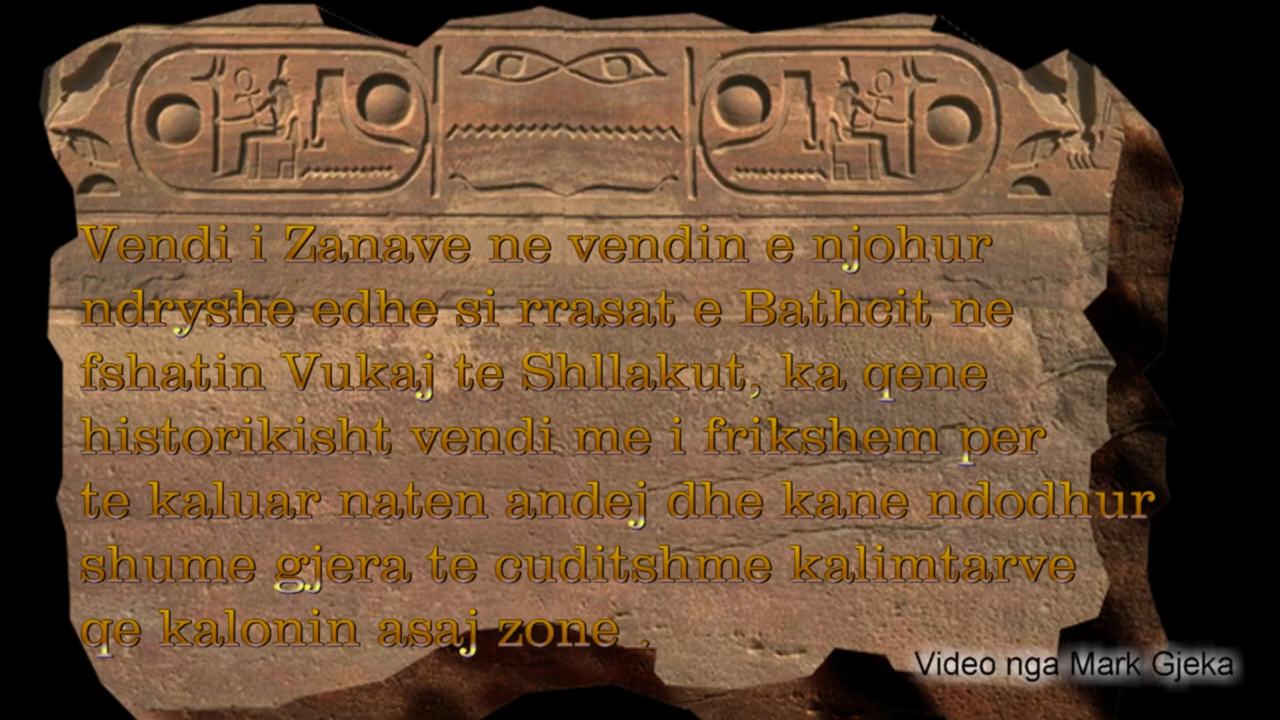 Vendi i Zanave ne vendin e njohur
ndryshe edhe si rrasat e Bathcit ne
fshatin Vukaj te Shllakut, ka qene
historikisht vendi me i frikshem per
te kaluar naten andej dhe kane ndodhur
shume gjera te cuditshme kalimtarve
qe kalonin asaj zone .
Video nga Mark Gjeka